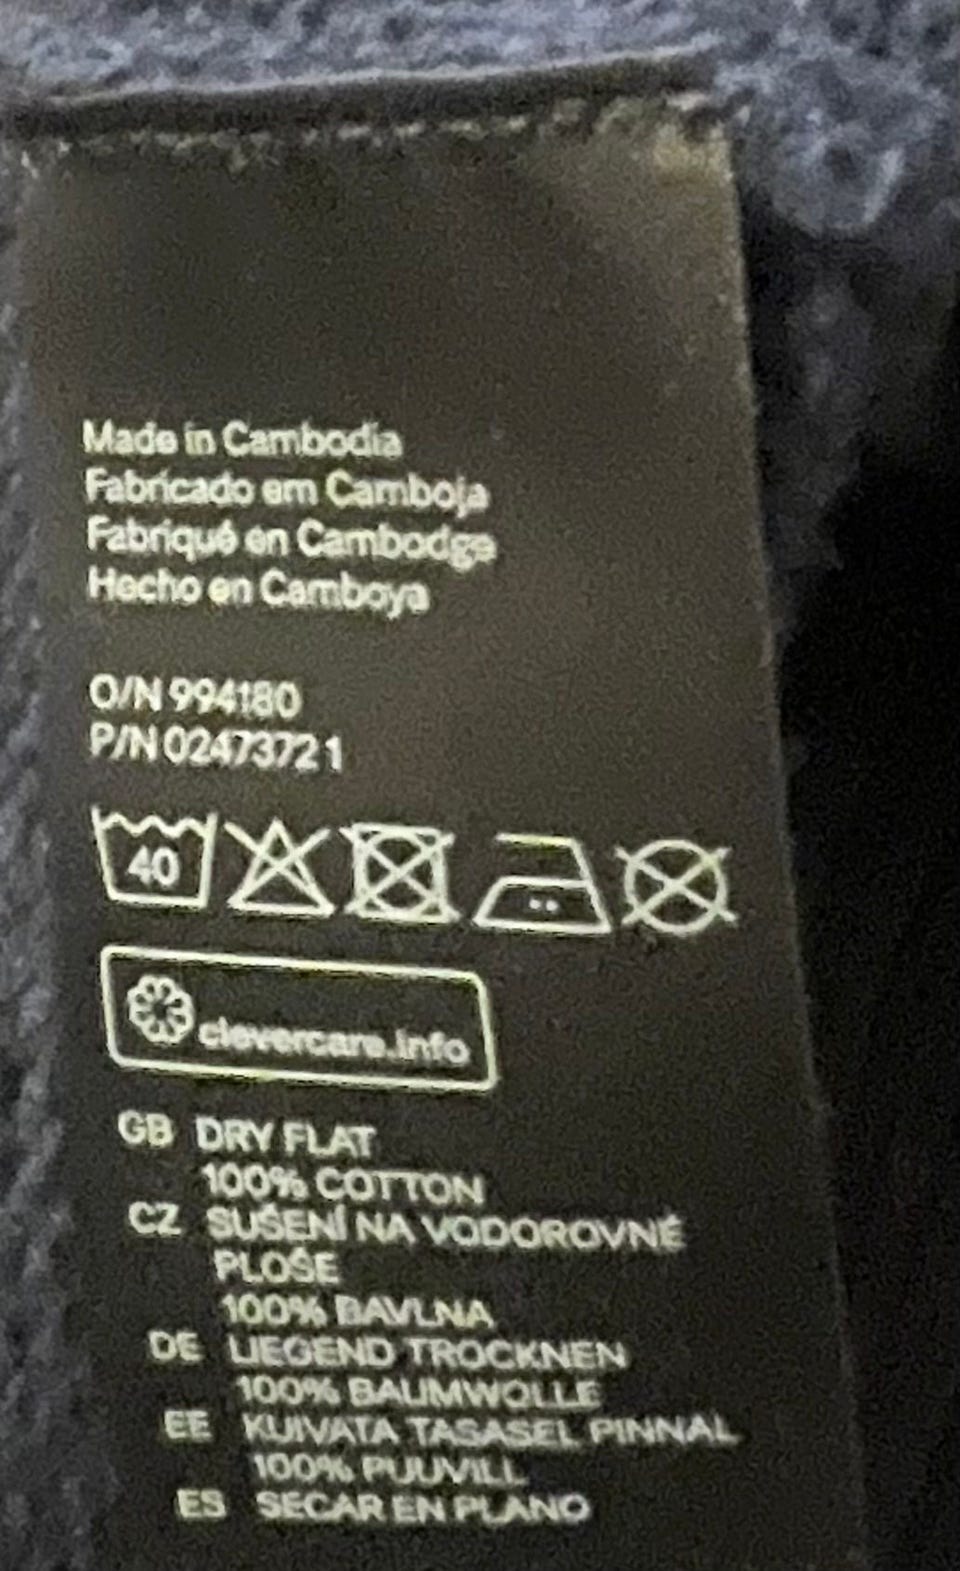 Made in Cambodia
Fabricado em Camboja
Fabriqué en Cambodge
Hecho en Camboya
O/N 994180
P/N 02473721
40
clevercare.info
GB DRY FLAT
100% COTTON
CZ SUŠENÍ NA VODOROVNÉ
PLOŠE
100% BAVLNA
DE LIEGEND TROCKNEN
100% BAUMWOLLE
EE KUIVATA TASASEL PINNAL
100% PUUVILL
ES SECAR EN PLANO